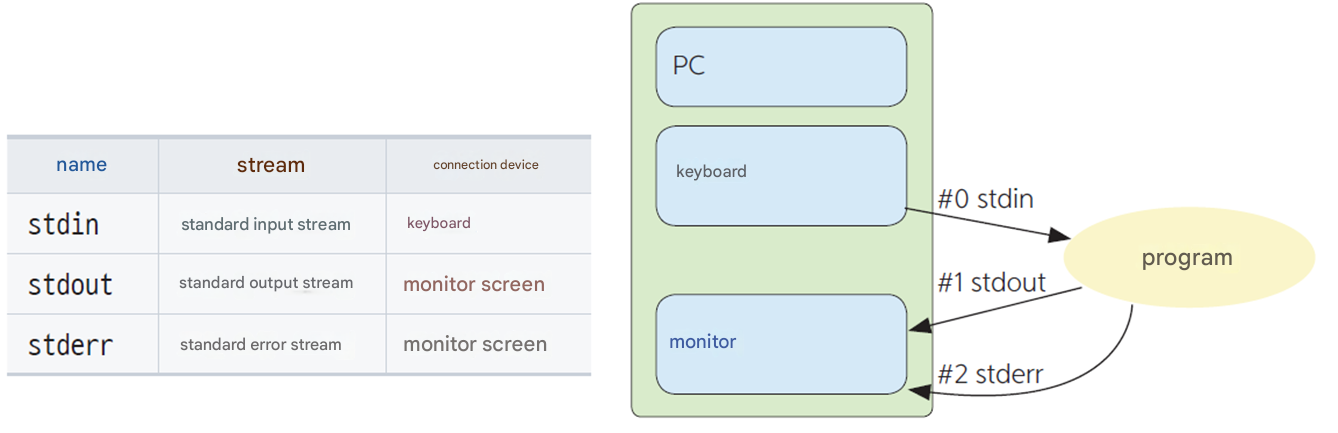 name stream connection device
stdin standard input stream keyboard
stdout standard output stream monitor screen
stderr standard error stream monitor screen
PC
keyboard
#0 stdin
program
#1 stdout
monitor
#2 stderr